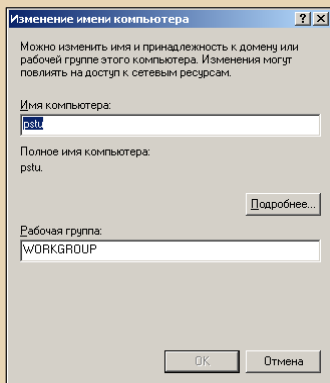 Изменение имени компьютера
Можно изменить имя и принадлежность к домену или
рабочей группе этого компьютера. Изменения могут
повлиять на доступ к сетевым ресурсам.
Имя компьютера:
pstu
Полное имя компьютера:
pstu.
Подробнее...
Рабочая группа:
WORKGROUP
OK Отмена